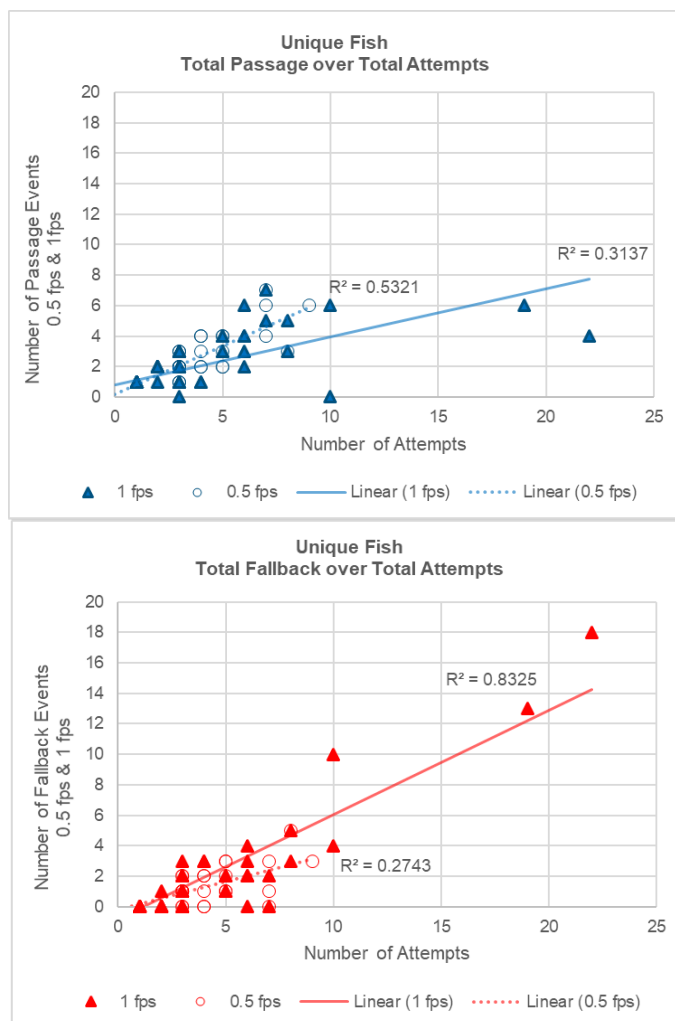 Unique Fish
Total Passage over Total Attempts
20
18
16
14
12
10
8
6
4
2
0
0 5 10 15 20 25
Number of Passage Events
0.5 fps & 1fps
R² = 0.3137
R² = 0.5321
Number of Attempts
1 fps 0.5 fps Linear (1 fps) Linear (0.5 fps)
Unique Fish
Total Fallback over Total Attempts
20
18
16
14
12
10
8
6
4
2
0
0 5 10 15 20 25
Number of Fallback Events
0.5 fps & 1 fps
R² = 0.8325
R² = 0.2743
Number of Attempts
1 fps 0.5 fps Linear (1 fps) Linear (0.5 fps)